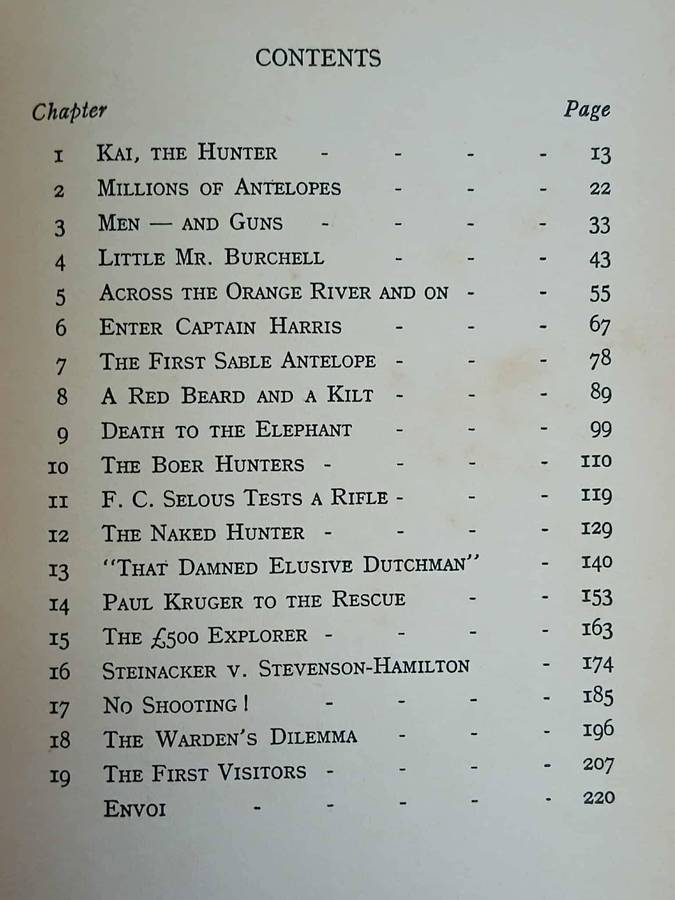 CONTENTS
Chapter Page
1 KAI, THE HUNTER - - - - 13
2 MILLIONS OF ANTELOPES - - - 22
3 MEN — AND GUNS - - - - 33
4 LITTLE MR. BURCHELL - - - 43
5 ACROSS THE ORANGE RIVER AND ON - - 55
6 ENTER CAPTAIN HARRIS - - - 67
7 THE FIRST SABLE ANTELOPE - - - 78
8 A RED BEARD AND A KILT - - - 89
9 DEATH TO THE ELEPHANT - - - 99
10 THE BOER HUNTERS - - - - 110
11 F. C. SELOUS TESTS A RIFLE - - - 119
12 THE NAKED HUNTER - - - - 129
13 "THAT DAMNED ELUSIVE DUTCHMAN" - 140
14 PAUL KRUGER TO THE RESCUE - - 153
15 THE £500 EXPLORER - - - - 163
16 STEINACKER V. STEVENSON-HAMILTON - 174
17 NO SHOOTING! - - - - 185
18 THE WARDEN'S DILEMMA - - - 196
19 THE FIRST VISITORS - - - - 207
ENVOI - - - - - 220